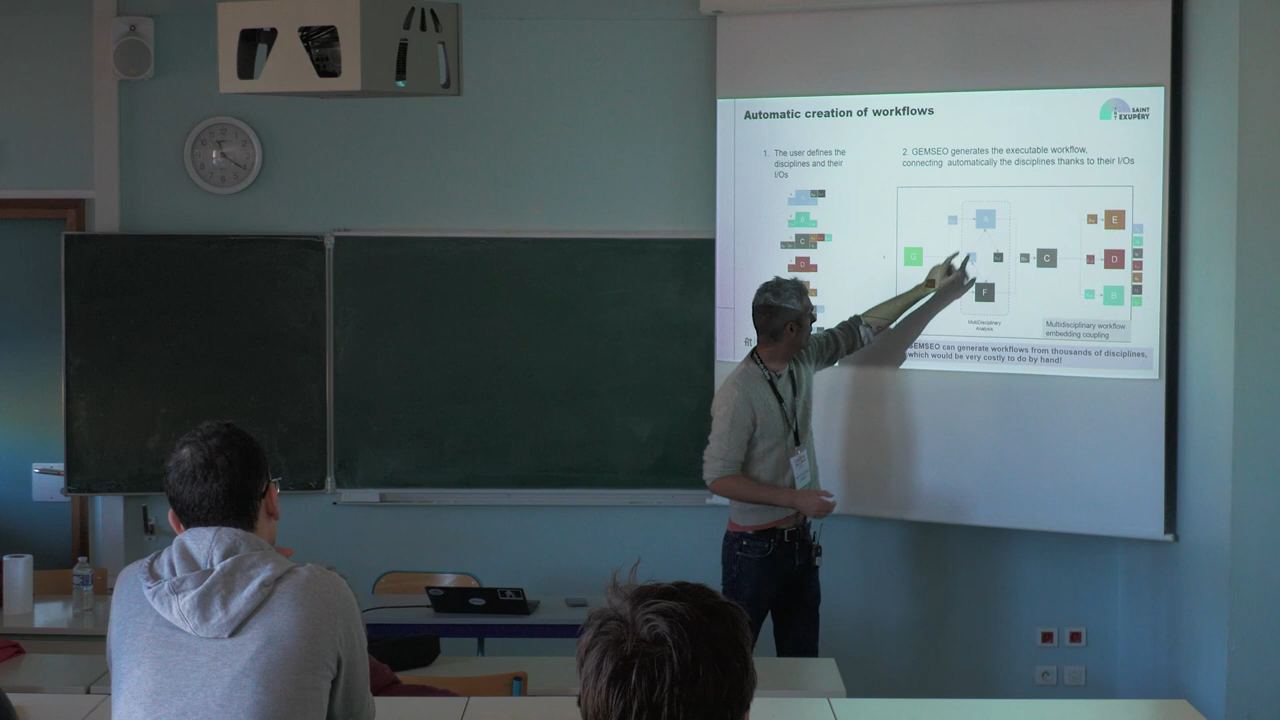 Automatic creation of workflows
SAINT
EXUPÉRY
1. The user defines the
disciplines and their
I/Os
2. GEMSEO generates the executable workflow,
connecting automatically the disciplines thanks to their I/Os
A
B
C
D
G
A
F
C
E
D
B
MultiDisciplinary
Analysis
Multidisciplinary workflow
embedding coupling
fit
GEMSEO can generate workflows from thousands of disciplines,
which would be very costly to do by hand!